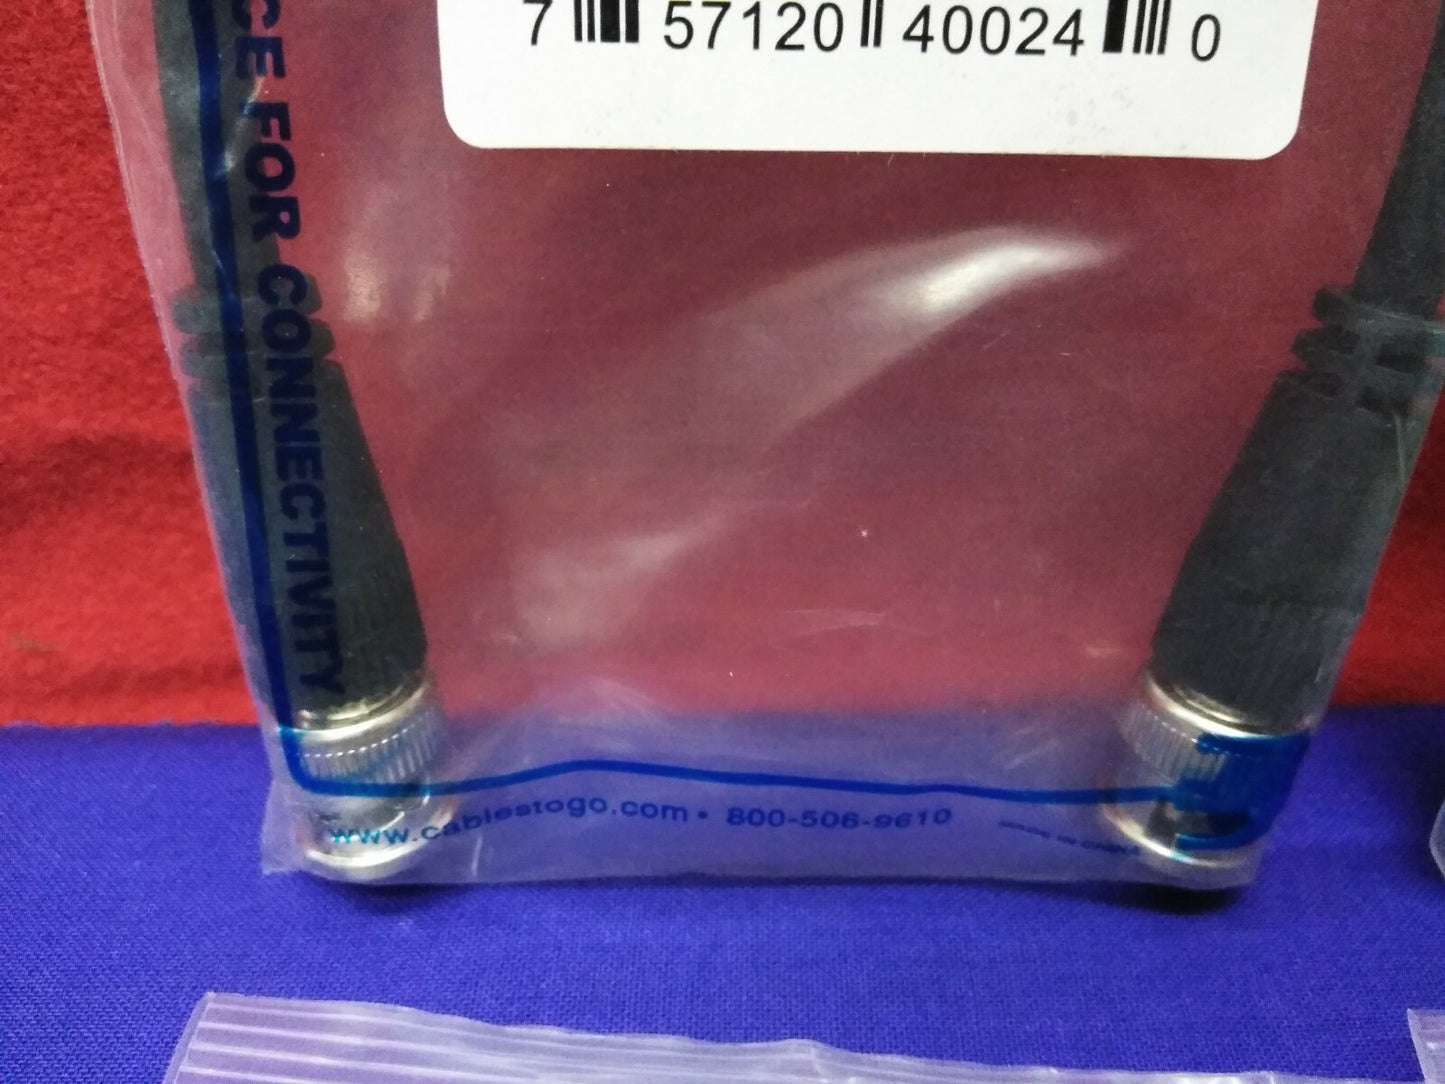 7 57120 40024 0
CE FOR CONNECTIVITY
www.cablestogo.com • 800-506-9610